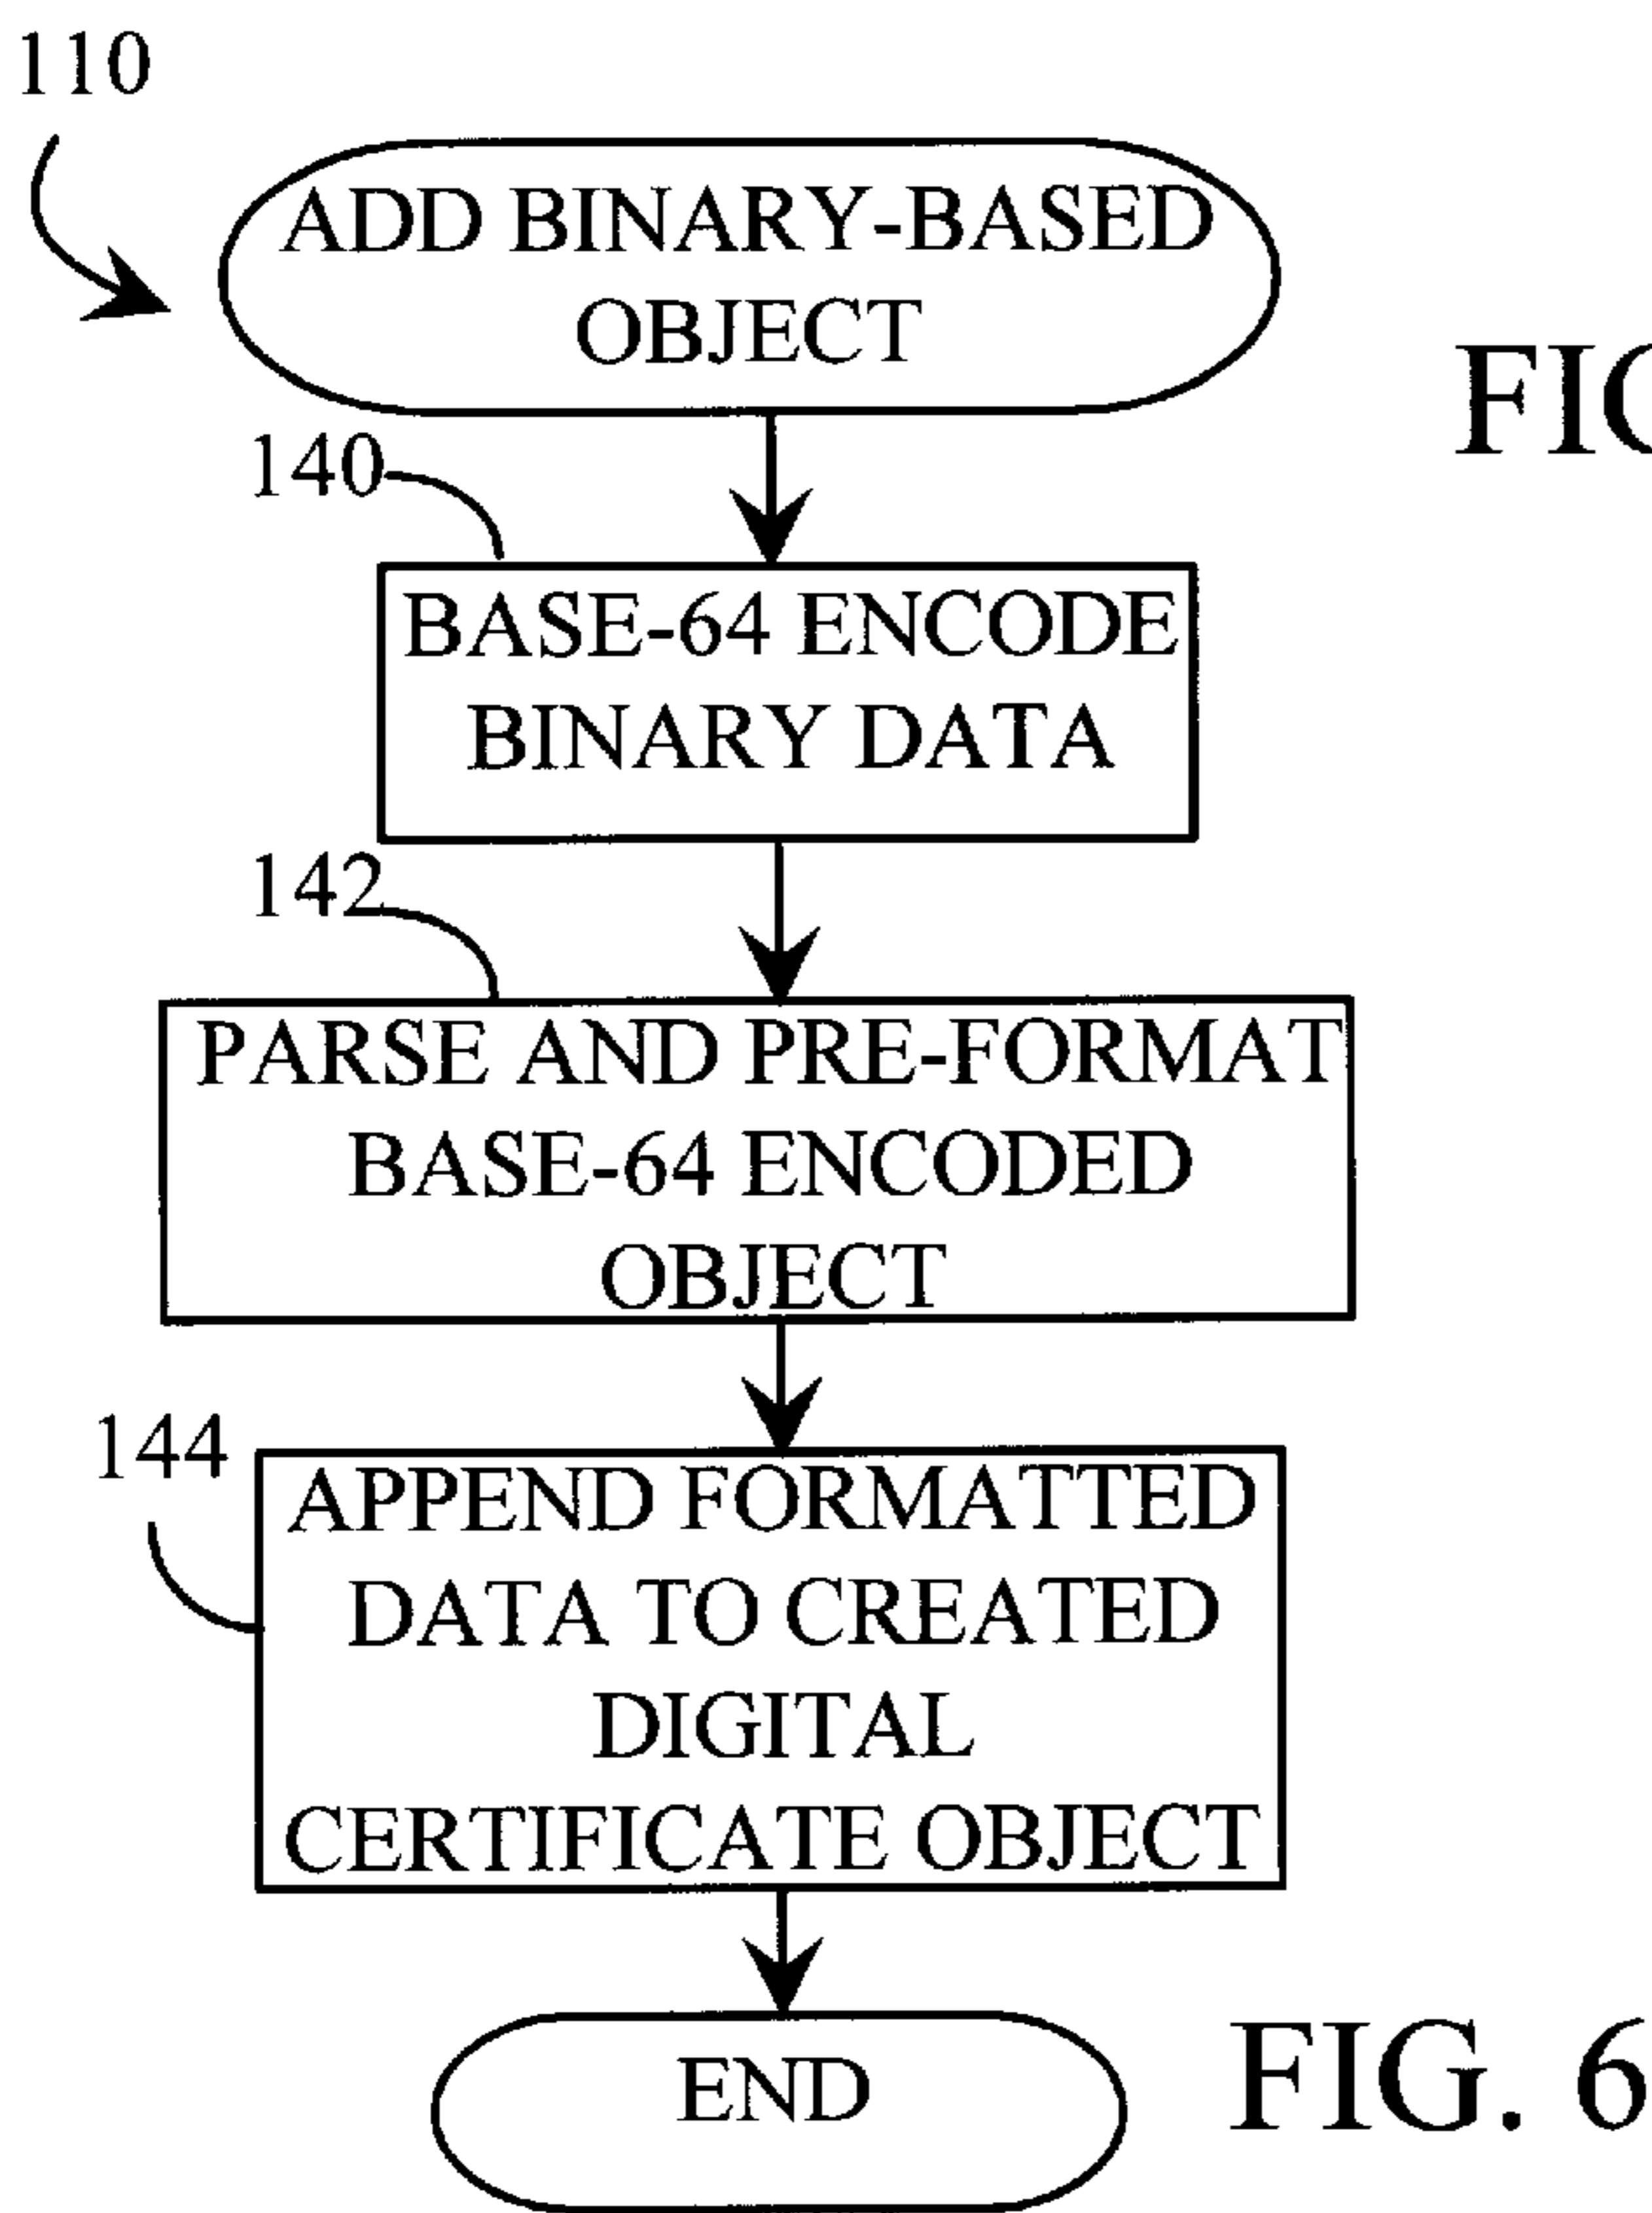 110
ADD BINARY-BASED
OBJECT
140
BASE-64 ENCODE
BINARY DATA
142
PARSE AND PRE-FORMAT
BASE-64 ENCODED
OBJECT
144
APPEND FORMATTED
DATA TO CREATED
DIGITAL
CERTIFICATE OBJECT
END
FIG. 6